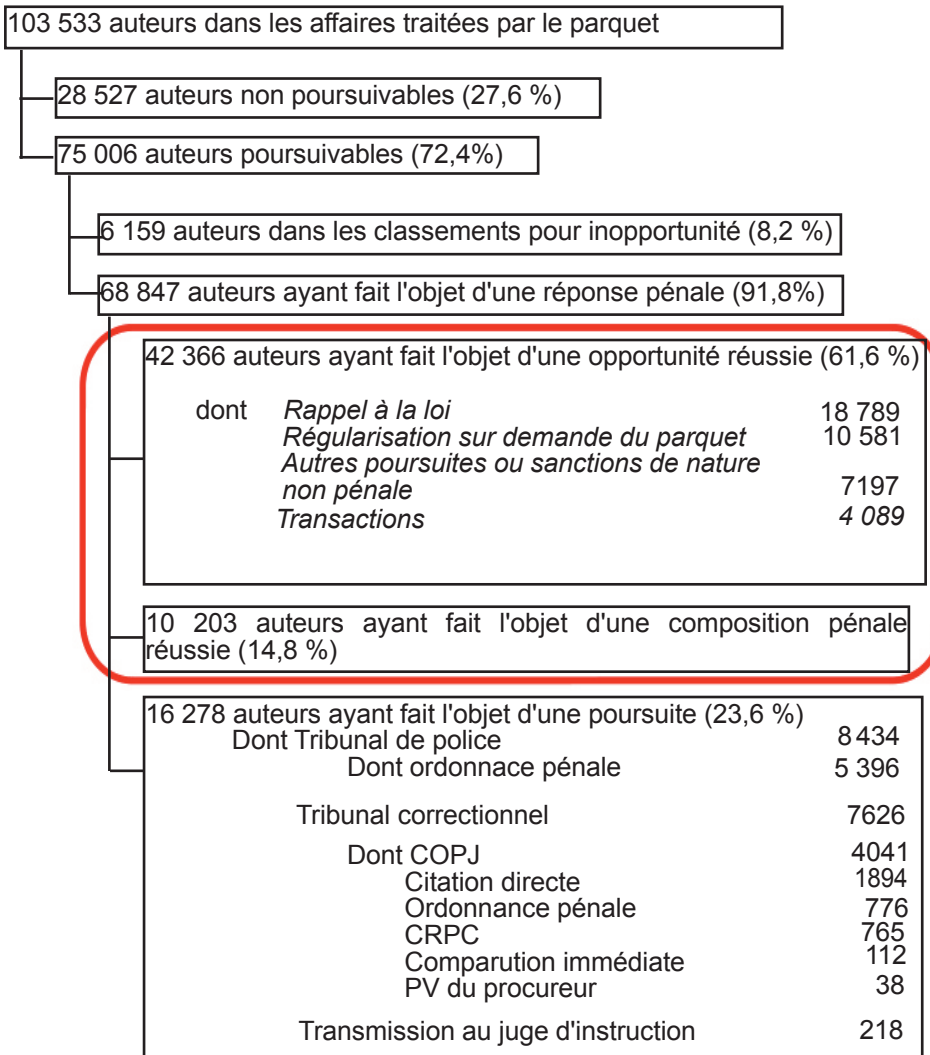 103 533 auteurs dans les affaires traitées par le parquet
28 527 auteurs non poursuivables (27,6 %)
75 006 auteurs poursuivables (72,4%)
6 159 auteurs dans les classements pour inopportunité (8,2 %)
68 847 auteurs ayant fait l'objet d'une réponse pénale (91,8%)
42 366 auteurs ayant fait l'objet d'une opportunité réussie (61,6 %)
dont Rappel à la loi 18 789
Régularisation sur demande du parquet 10 581
Autres poursuites ou sanctions de nature
non pénale 7197
Transactions 4 089
10 203 auteurs ayant fait l'objet d'une composition pénale
réussie (14,8 %)
16 278 auteurs ayant fait l'objet d'une poursuite (23,6 %)
Dont Tribunal de police 8 434
Dont ordonnace pénale 5 396
Tribunal correctionnel 7626
Dont COPJ 4041
Citation directe 1894
Ordonnance pénale 776
CRPC 765
Comparution immédiate 112
PV du procureur 38
Transmission au juge d'instruction 218